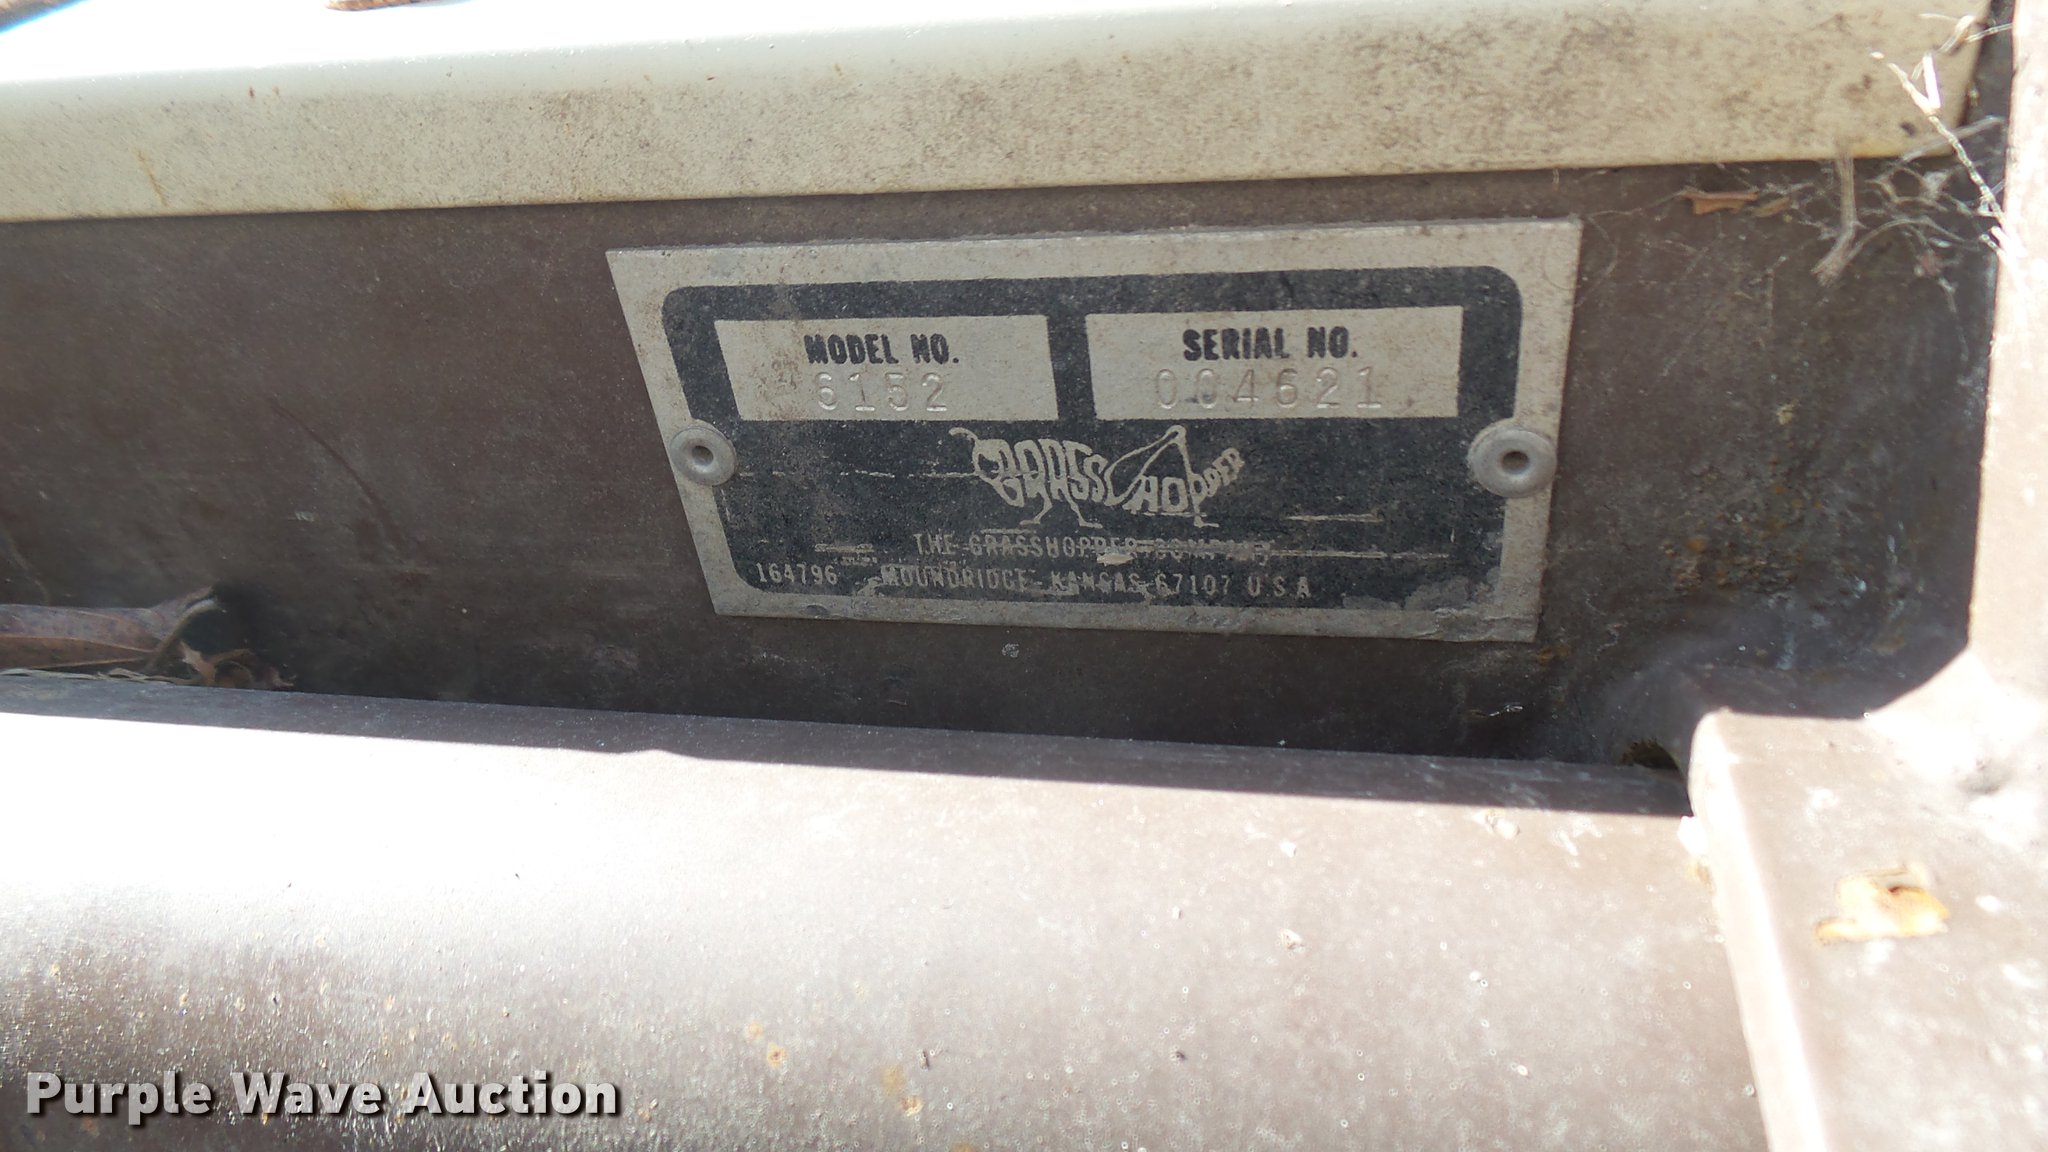 MODEL NO.
6152
SERIAL NO.
004621
GRASSHOPPER
THE GRASSHOPPER COMPANY
164796 MOUNDRIDGE, KANSAS 67107 U.S.A.
Purple Wave Auction